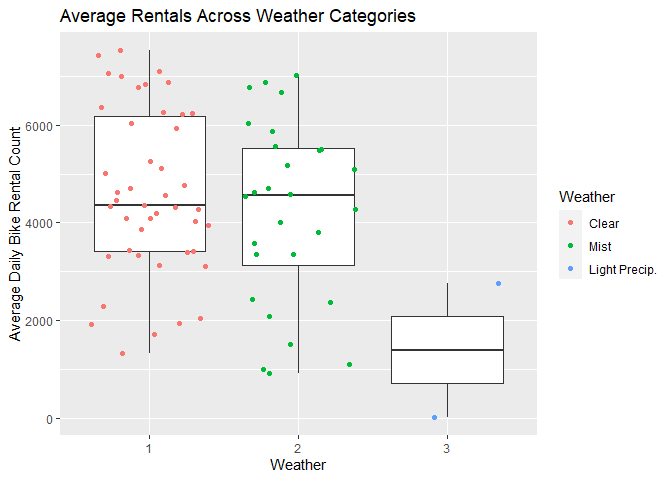 Average Rentals Across Weather Categories
Average Daily Bike Rental Count
6000
4000
2000
0
1 2 3
Weather
Weather
Clear
Mist
Light Precip.